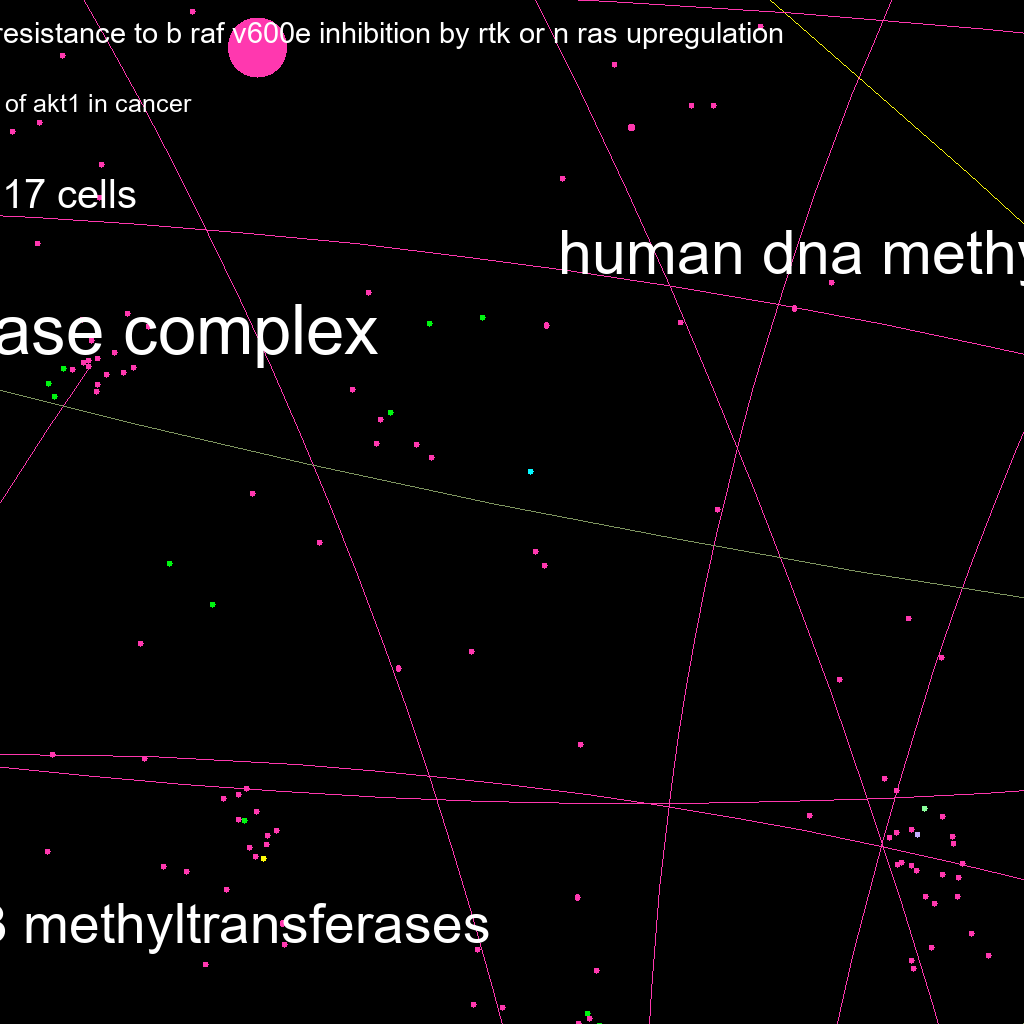 resistance to b raf v600e inhibition by rtk or n ras upregulation
of akt1 in cancer
17 cells
human dna methy
ase complex
3 methyltransferases